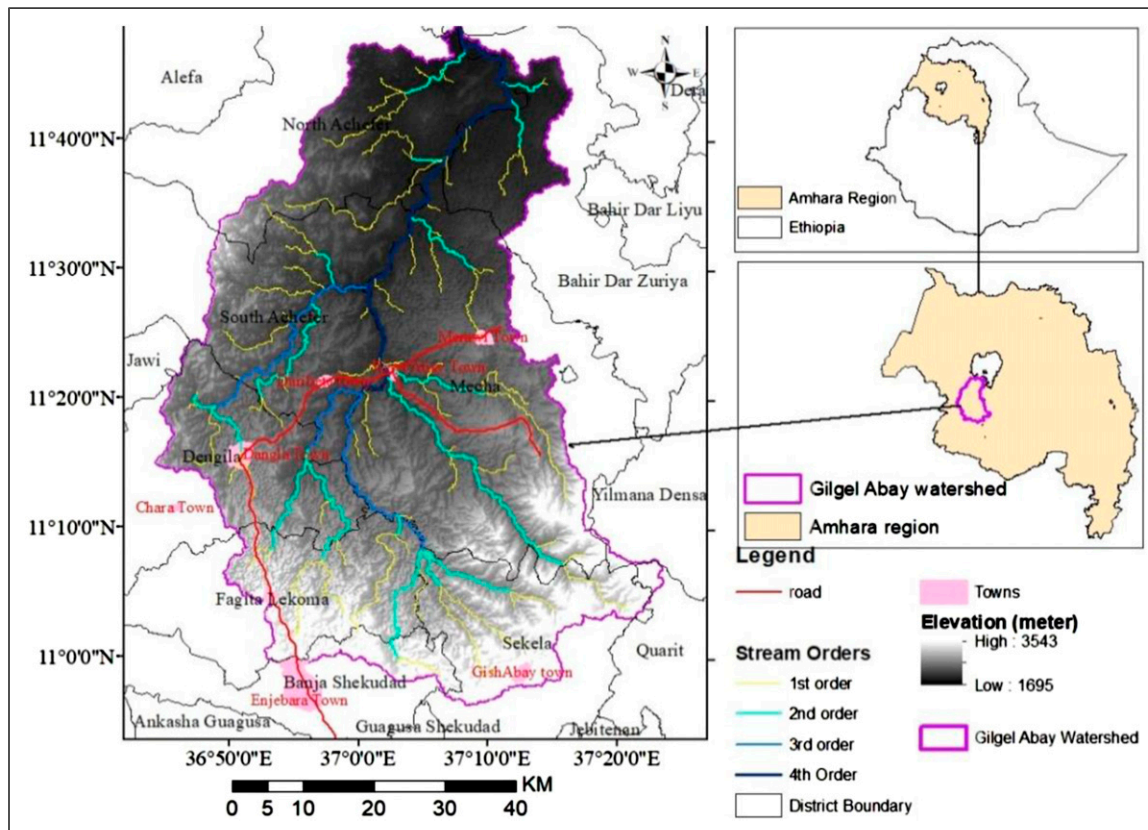 Alefa
North Achefer
N
W
E
S
Dera
11°40'0"N
Bahir Dar Liyu
11°30'0"N
Bahir Dar Zuriya
South Achefer
Jawi
Town
Town
Mecha
11°20'0"N
Dengila
Dangla Town
Chara Town
Yilmana Densa
11°10'0"N
Fagita Lekoma
Sekela
Quarit
11°0'0"N
GishAbay town
Banja Shekudad
Enjebara Town
Ankasha Guagusa
Guagusa Shekudad
Jebitenan
36°50'0"E
37°0'0"E
37°10'0"E
37°20'0"E
KM
0 5 10 20 30 40
Amhara Region
Ethiopia
Gilgel Abay watershed
Amhara region
Legend
road
Towns
Elevation (meter)
High : 3543
Low : 1695
Stream Orders
1st order
2nd order
3rd order
4th Order
District Boundary
Gilgel Abay Watershed